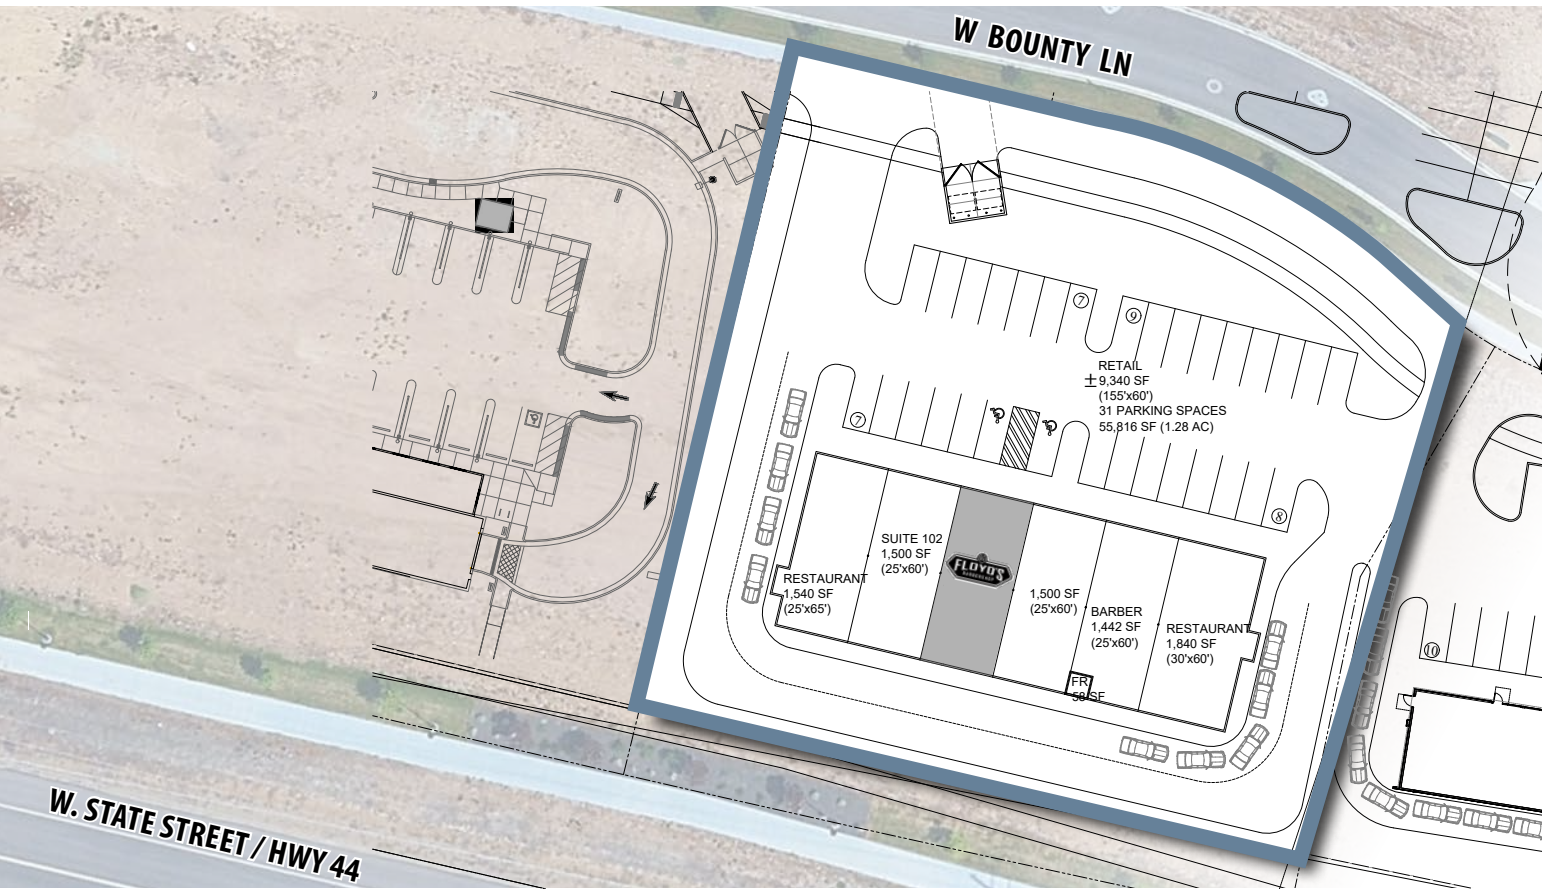 W BOUNTY LN
7
9
RETAIL
±9,340 SF
(155'x60')
31 PARKING SPACES
55,816 SF (1.28 AC)
7
8
SUITE 102
1,500 SF
(25'x60')
FLOYD'S
BARBERSHOP
RESTAURANT
1,540 SF
(25'x65')
1,500 SF
(25'x60')
BARBER
1,442 SF
(25'x60')
RESTAURANT
1,840 SF
(30'x60')
FR
58 SF
10
W. STATE STREET / HWY 44